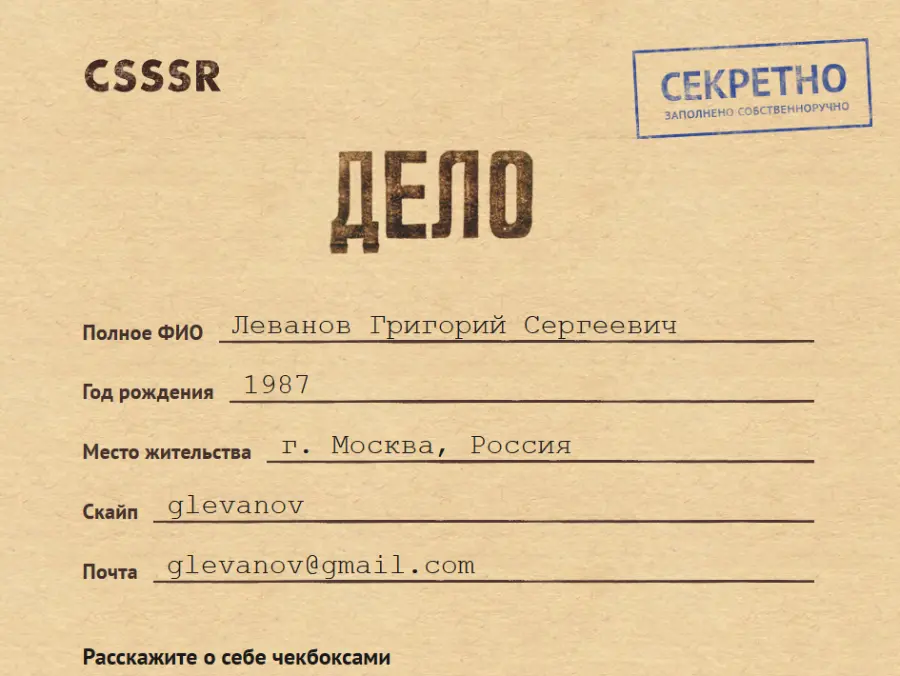 CSSSR
СЕКРЕТНО
ЗАПОЛНЕНО СОБСТВЕННОРУЧНО
ДЕЛО
Полное ФИО Леванов Григорий Сергеевич
Год рождения 1987
Место жительства г. Москва, Россия
Скайп glevanov
Почта glevanov@gmail.com
Расскажите о себе чекбоксами